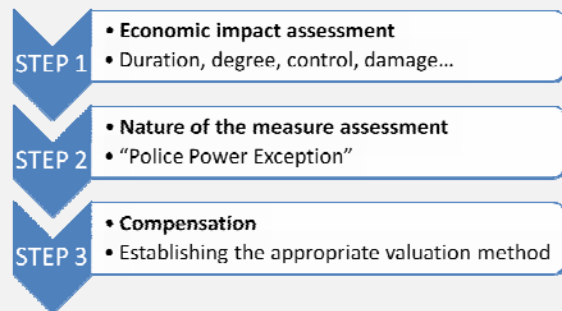 STEP 1
• Economic impact assessment
• Duration, degree, control, damage...
STEP 2
• Nature of the measure assessment
• “Police Power Exception”
STEP 3
• Compensation
• Establishing the appropriate valuation method